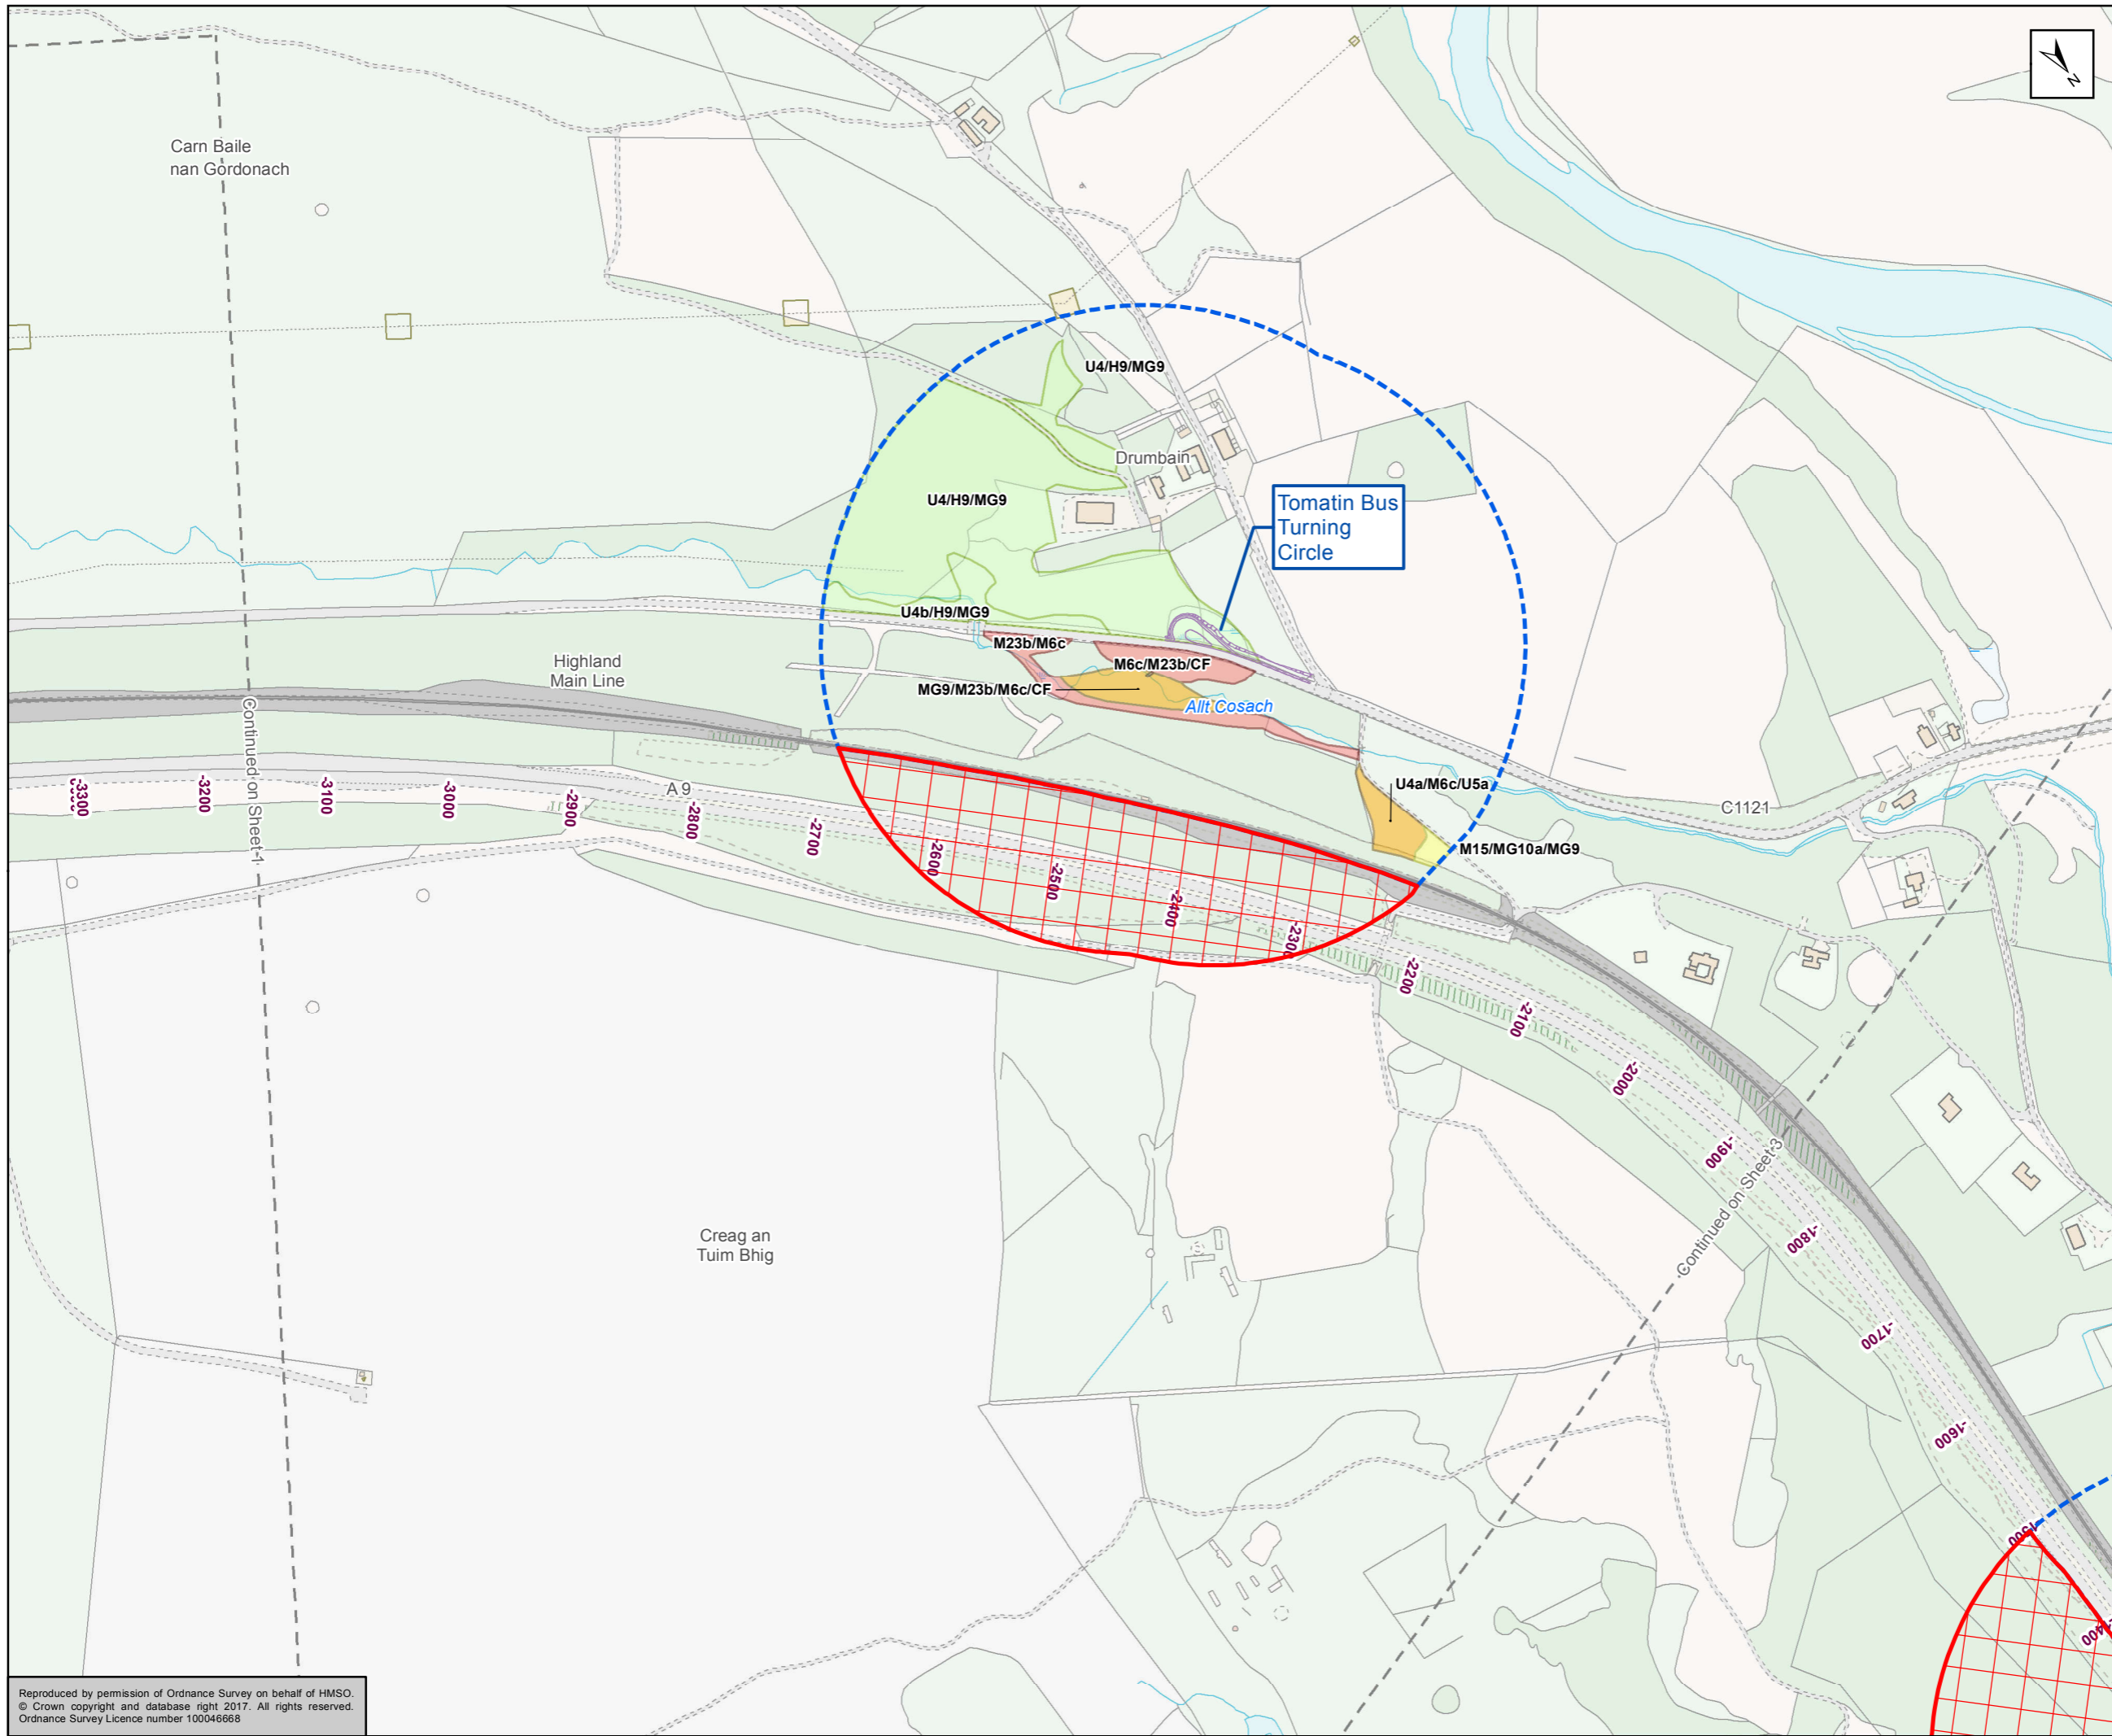 N
Carn Baile
nan Gordonach
U4/H9/MG9
Drumbain
U4/H9/MG9
Tomatin Bus
Turning
Circle
U4b/H9/MG9
M23b/M6c
Highland
Main Line
M6c/M23b/CF
MG9/M23b/M6c/CF
Allt Cosach
Continued on Sheet 1
A 9
U4a/M6c/U5a
C1121
M15/MG10a/MG9
-3300
-3200
-3100
-3000
-2900
-2800
-2700
-2600
-2500
-2400
-2300
-2200
-2100
-2000
-1900
-1800
-1700
-1600
-1500
-1400
Continued on Sheet 3
Creag an
Tuim Bhig
Reproduced by permission of Ordnance Survey on behalf of HMSO.
© Crown copyright and database right 2017. All rights reserved.
Ordnance Survey Licence number 100046668